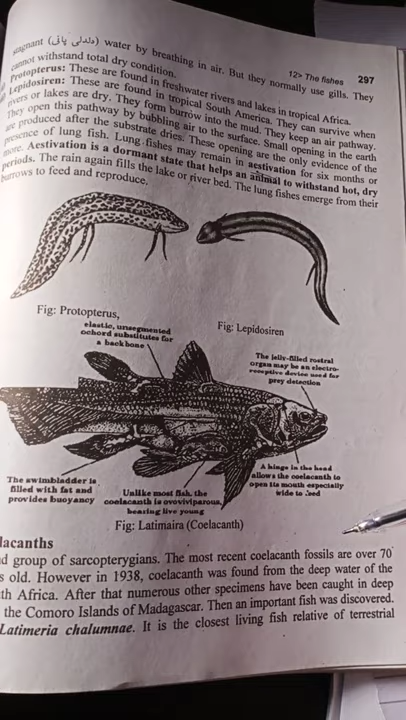 12> The fishes 297
stagnant (دلدلی پانی) water by breathing in air. But they normally use gills. They
cannot withstand total dry condition.
Protopterus: These are found in freshwater rivers and lakes in tropical Africa.
Lepidosiren: These are found in tropical South America. They can survive when
rivers or lakes are dry. They form burrow into the mud. They keep an air pathway.
They open this pathway by bubbling air to the surface. Small opening in the earth
are produced after the substrate dries. These opening are the only evidence of the
presence of lung fish. Lung fishes may remain in aestivation for six months or
more. Aestivation is a dormant state that helps an animal to withstand hot, dry
periods. The rain again fills the lake or river bed. The lung fishes emerge from their
burrows to feed and reproduce.
Fig: Protopterus,
Fig: Lepidosiren
elastic, unsegmented
ochord substitutes for
a backbone
The jelly-filled rostral
organ may be an electro-
receptive device used for
prey detection
The swimbladder is
filled with fat and
provides buoyancy
Unlike most fish, the
coelacanth is ovoviviparous,
bearing live young
A hinge in the head
allows the coelacanth to
open its mouth especially
wide to feed
Fig: Latimaira (Coelacanth)
lacanths
d group of sarcopterygians. The most recent coelacanth fossils are over 70
s old. However in 1938, coelacanth was found from the deep water of the
th Africa. After that numerous other specimens have been caught in deep
the Comoro Islands of Madagascar. Then an important fish was discovered.
Latimeria chalumnae. It is the closest living fish relative of terrestrial